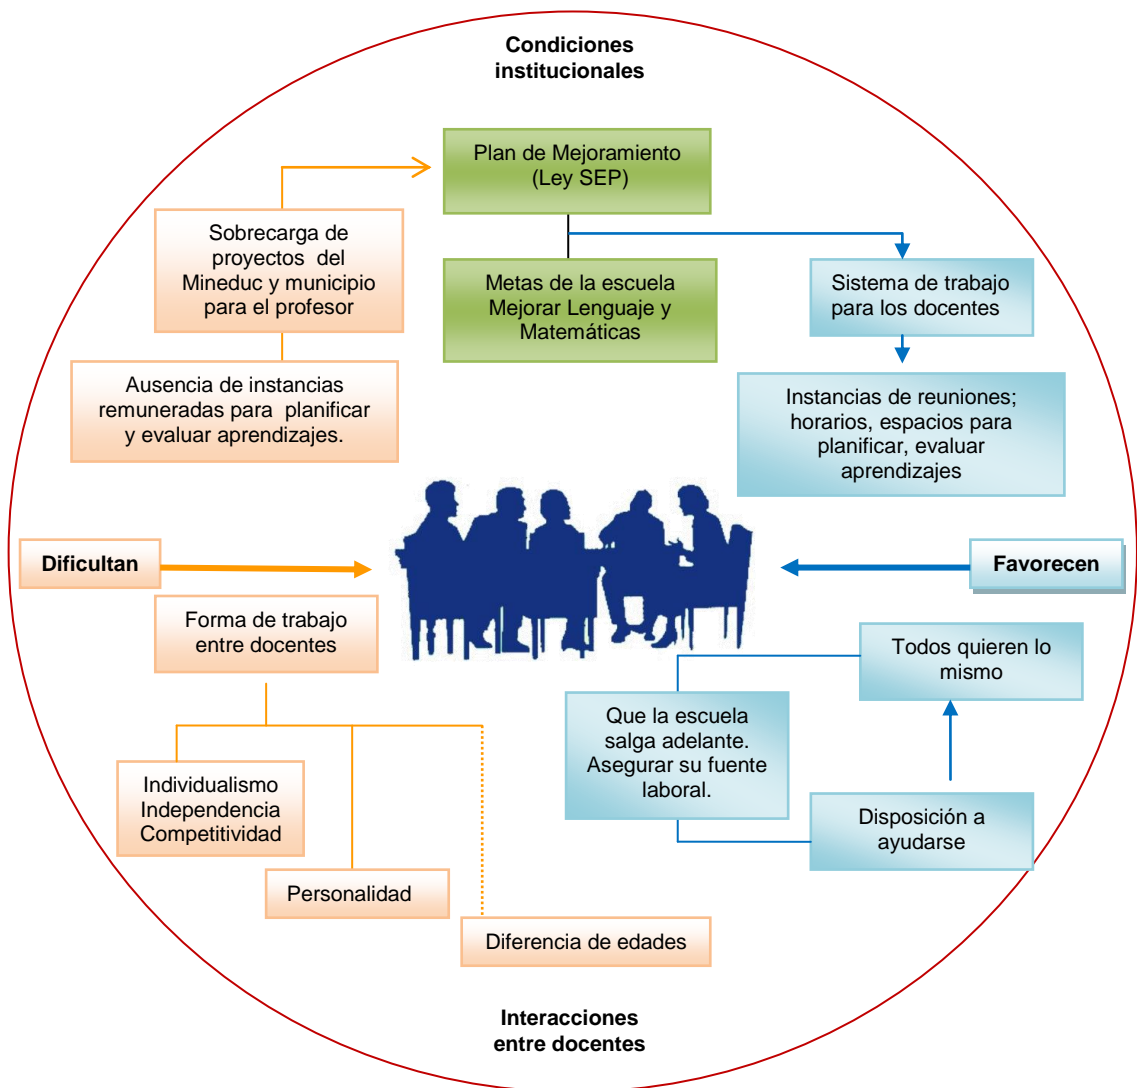 Condiciones
institucionales
Plan de Mejoramiento
(Ley SEP)
Sobrecarga de
proyectos del
Mineduc y municipio
para el profesor
Metas de la escuela
Mejorar Lenguaje y
Matemáticas
Sistema de trabajo
para los docentes
Ausencia de instancias
remuneradas para planificar
y evaluar aprendizajes.
Instancias de reuniones;
horarios, espacios para
planificar, evaluar
aprendizajes
Dificultan
Favorecen
Forma de trabajo
entre docentes
Todos quieren lo
mismo
Que la escuela
salga adelante.
Asegurar su fuente
laboral.
Individualismo
Independencia
Competitividad
Disposición a
ayudarse
Personalidad
Diferencia de edades
Interacciones
entre docentes